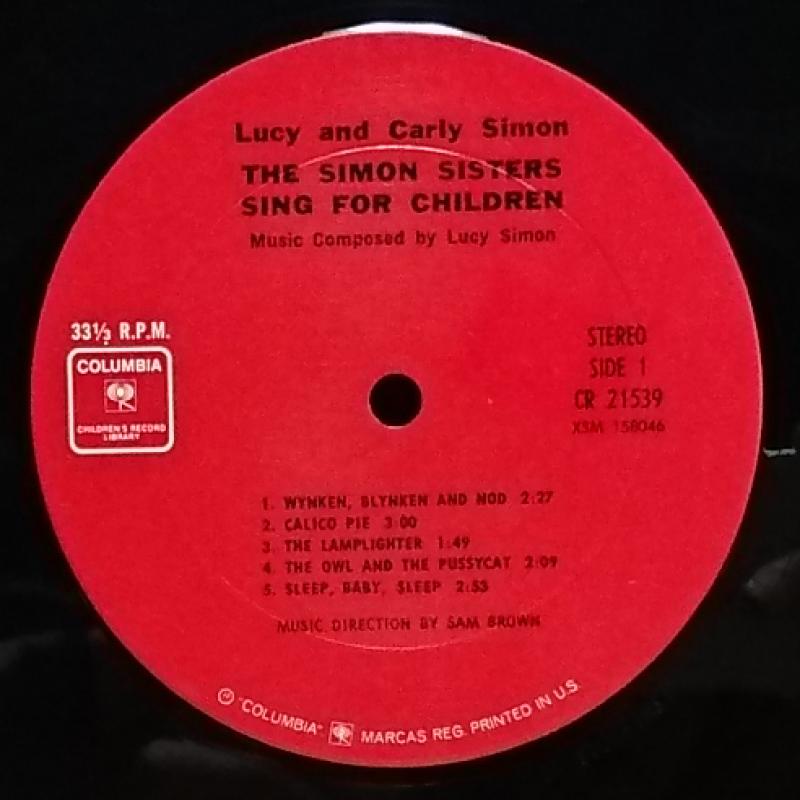 Lucy and Carly Simon
THE SIMON SISTERS
SING FOR CHILDREN
Music Composed by Lucy Simon
33⅓ R.P.M.
COLUMBIA
CHILDREN'S RECORD
LIBRARY
STEREO
SIDE 1
CR 21539
XSM 158046
1. WYNKEN, BLYNKEN AND NOD 2:27
2. CALICO PIE 3:00
3. THE LAMPLIGHTER 1:49
4. THE OWL AND THE PUSSYCAT 2:09
5. SLEEP, BABY, SLEEP 2:53
MUSIC DIRECTION BY SAM BROWN
Ⓟ "COLUMBIA". MARCAS REG. PRINTED IN U.S.